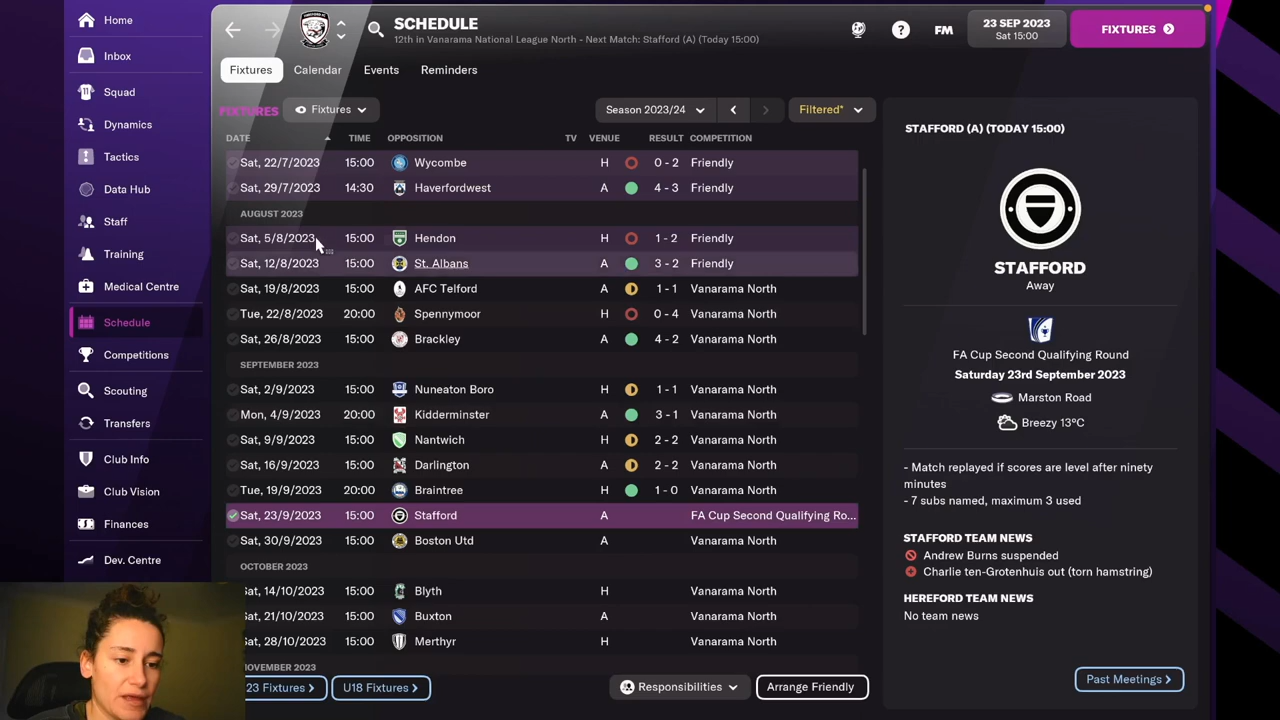 Home
Inbox
Squad
Dynamics
Tactics
Data Hub
Staff
Training
Medical Centre
Schedule
Competitions
Scouting
Transfers
Club Info
Club Vision
Finances
Dev. Centre
SCHEDULE
12th in Vanarama National League North - Next Match: Stafford (A) (Today 15:00)
?
FM
23 SEP 2023
Sat 15:00
FIXTURES
Fixtures
Calendar
Events
Reminders
FIXTURES
Fixtures
Season 2023/24
Filtered*
DATE TIME OPPOSITION TV VENUE RESULT COMPETITION
Sat, 22/7/2023 15:00 Wycombe H 0 - 2 Friendly
Sat, 29/7/2023 14:30 Haverfordwest A 4 - 3 Friendly
AUGUST 2023
Sat, 5/8/2023 15:00 Hendon H 1 - 2 Friendly
Sat, 12/8/2023 15:00 St. Albans A 3 - 2 Friendly
Sat, 19/8/2023 15:00 AFC Telford A 1 - 1 Vanarama North
Tue, 22/8/2023 20:00 Spennymoor H 0 - 4 Vanarama North
Sat, 26/8/2023 15:00 Brackley A 4 - 2 Vanarama North
SEPTEMBER 2023
Sat, 2/9/2023 15:00 Nuneaton Boro H 1 - 1 Vanarama North
Mon, 4/9/2023 20:00 Kidderminster A 3 - 1 Vanarama North
Sat, 9/9/2023 15:00 Nantwich H 2 - 2 Vanarama North
Sat, 16/9/2023 15:00 Darlington A 2 - 2 Vanarama North
Tue, 19/9/2023 20:00 Braintree H 1 - 0 Vanarama North
Sat, 23/9/2023 15:00 Stafford A FA Cup Second Qualifying Ro...
Sat, 30/9/2023 15:00 Boston Utd A Vanarama North
OCTOBER 2023
Sat, 14/10/2023 15:00 Blyth H Vanarama North
Sat, 21/10/2023 15:00 Buxton A Vanarama North
Sat, 28/10/2023 15:00 Merthyr H Vanarama North
NOVEMBER 2023
23 Fixtures
U18 Fixtures
Responsibilities
Arrange Friendly
STAFFORD (A) (TODAY 15:00)
STAFFORD
Away
FA Cup Second Qualifying Round
Saturday 23rd September 2023
Marston Road
Breezy 13°C
- Match replayed if scores are level after ninety
minutes
- 7 subs named, maximum 3 used
STAFFORD TEAM NEWS
Andrew Burns suspended
Charlie ten-Grotenhuis out (torn hamstring)
HEREFORD TEAM NEWS
No team news
Past Meetings